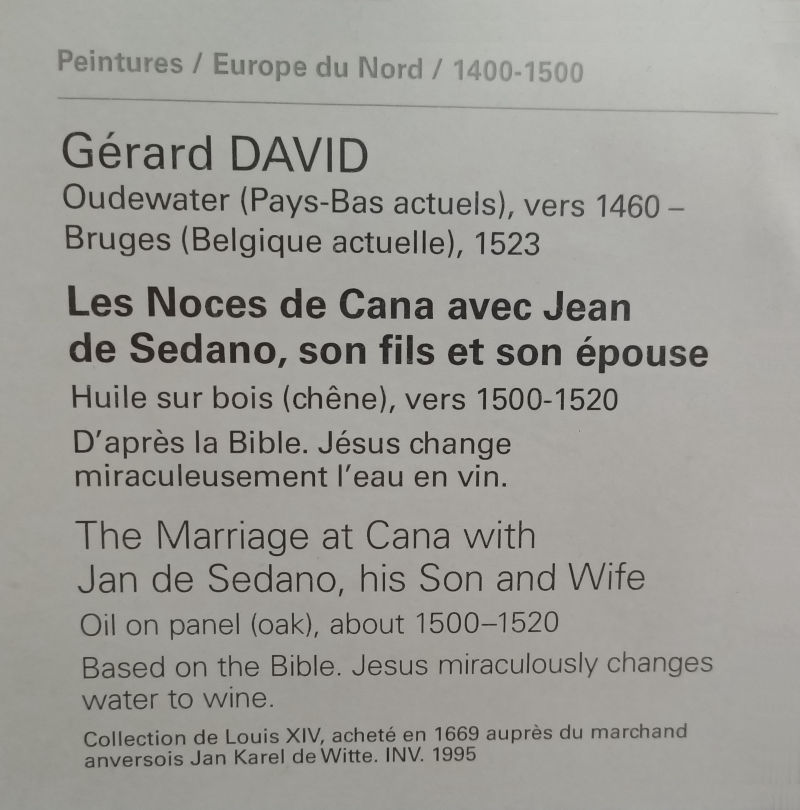 Peintures / Europe du Nord / 1400-1500
Gérard DAVID
Oudewater (Pays-Bas actuels), vers 1460 –
Bruges (Belgique actuelle), 1523
Les Noces de Cana avec Jean
de Sedano, son fils et son épouse
Huile sur bois (chêne), vers 1500-1520
D'après la Bible. Jésus change
miraculeusement l'eau en vin.
The Marriage at Cana with
Jan de Sedano, his Son and Wife
Oil on panel (oak), about 1500–1520
Based on the Bible. Jesus miraculously changes
water to wine.
Collection de Louis XIV, acheté en 1669 auprès du marchand
anversois Jan Karel de Witte. INV. 1995